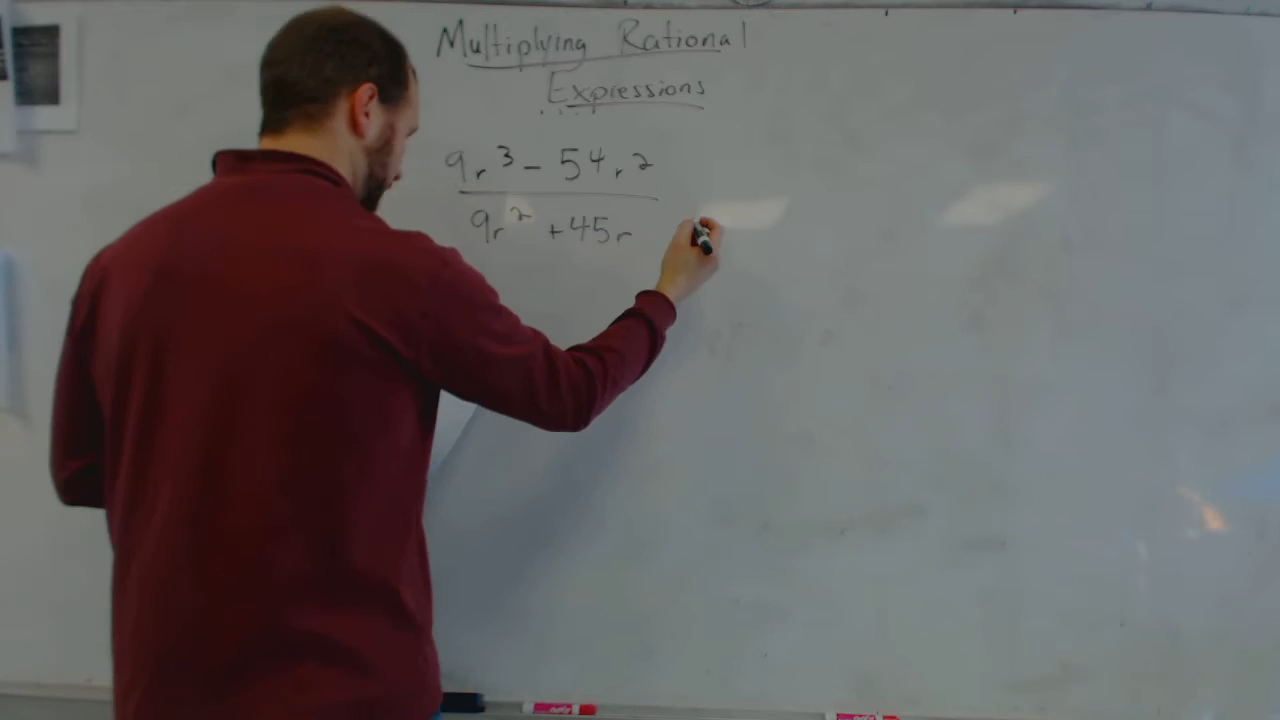 Multiplying Rational
Expressions
9r³ - 54r²
9r² + 45r